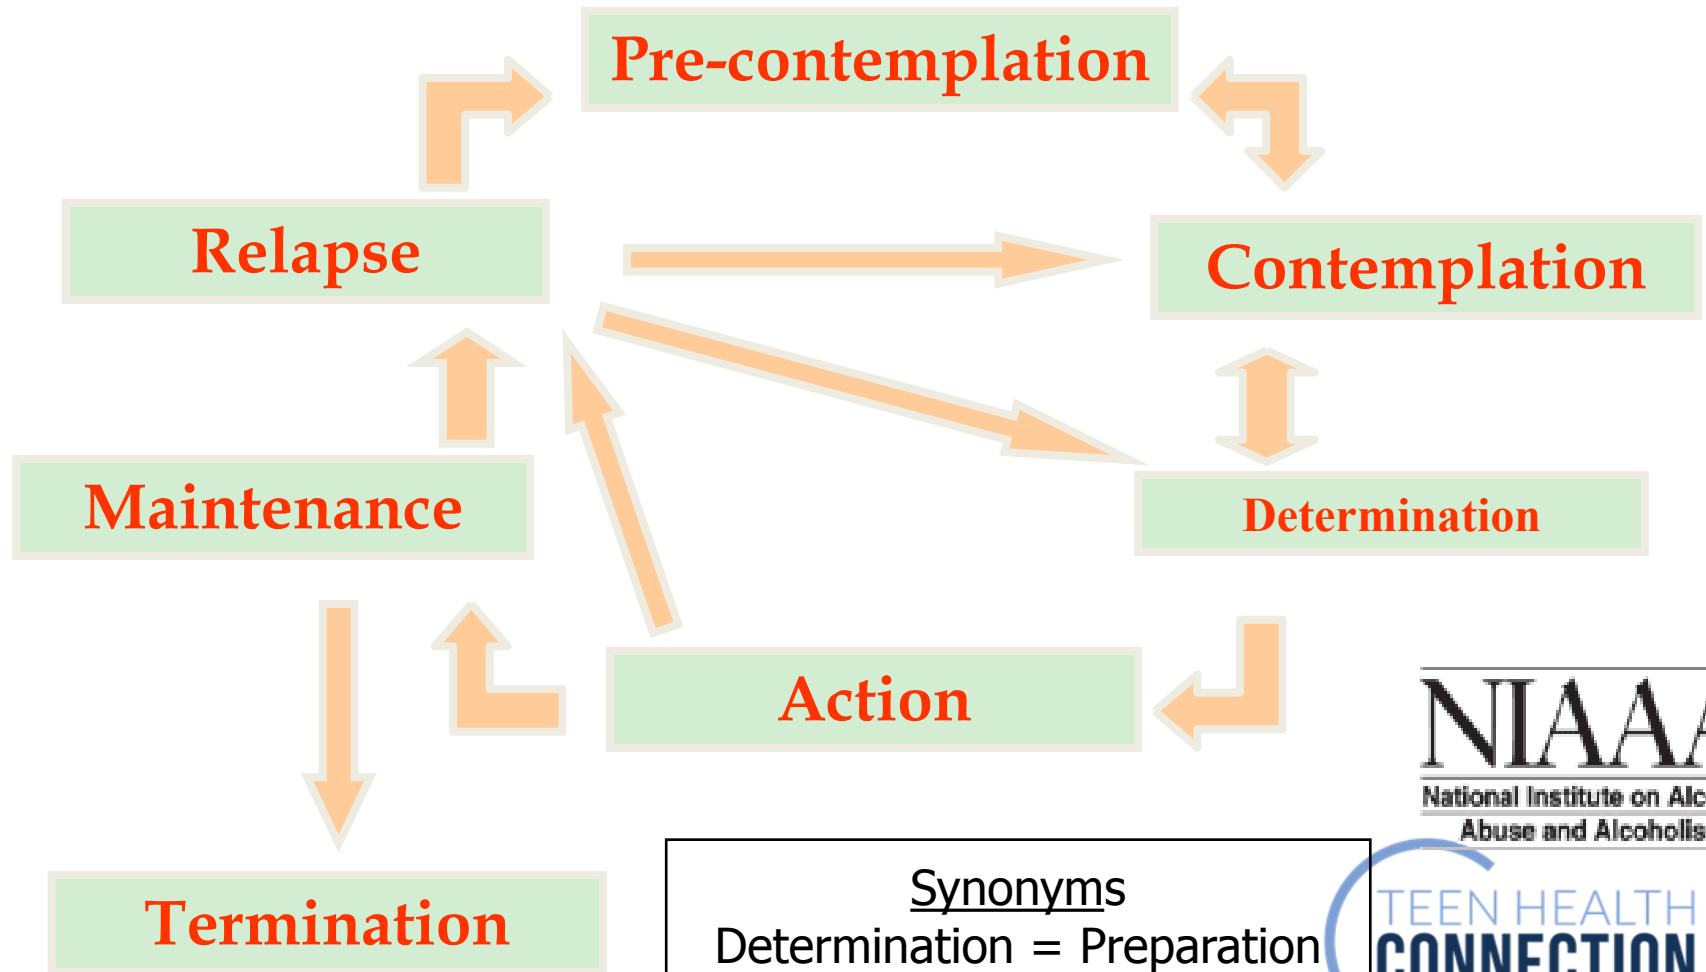 Pre-contemplation
Relapse
Contemplation
Maintenance
Determination
Action
Termination
Synonyms
Determination = Preparation
NIAAA
National Institute on Alc
Abuse and Alcoholis
TEEN HEALTH
CONNECTION